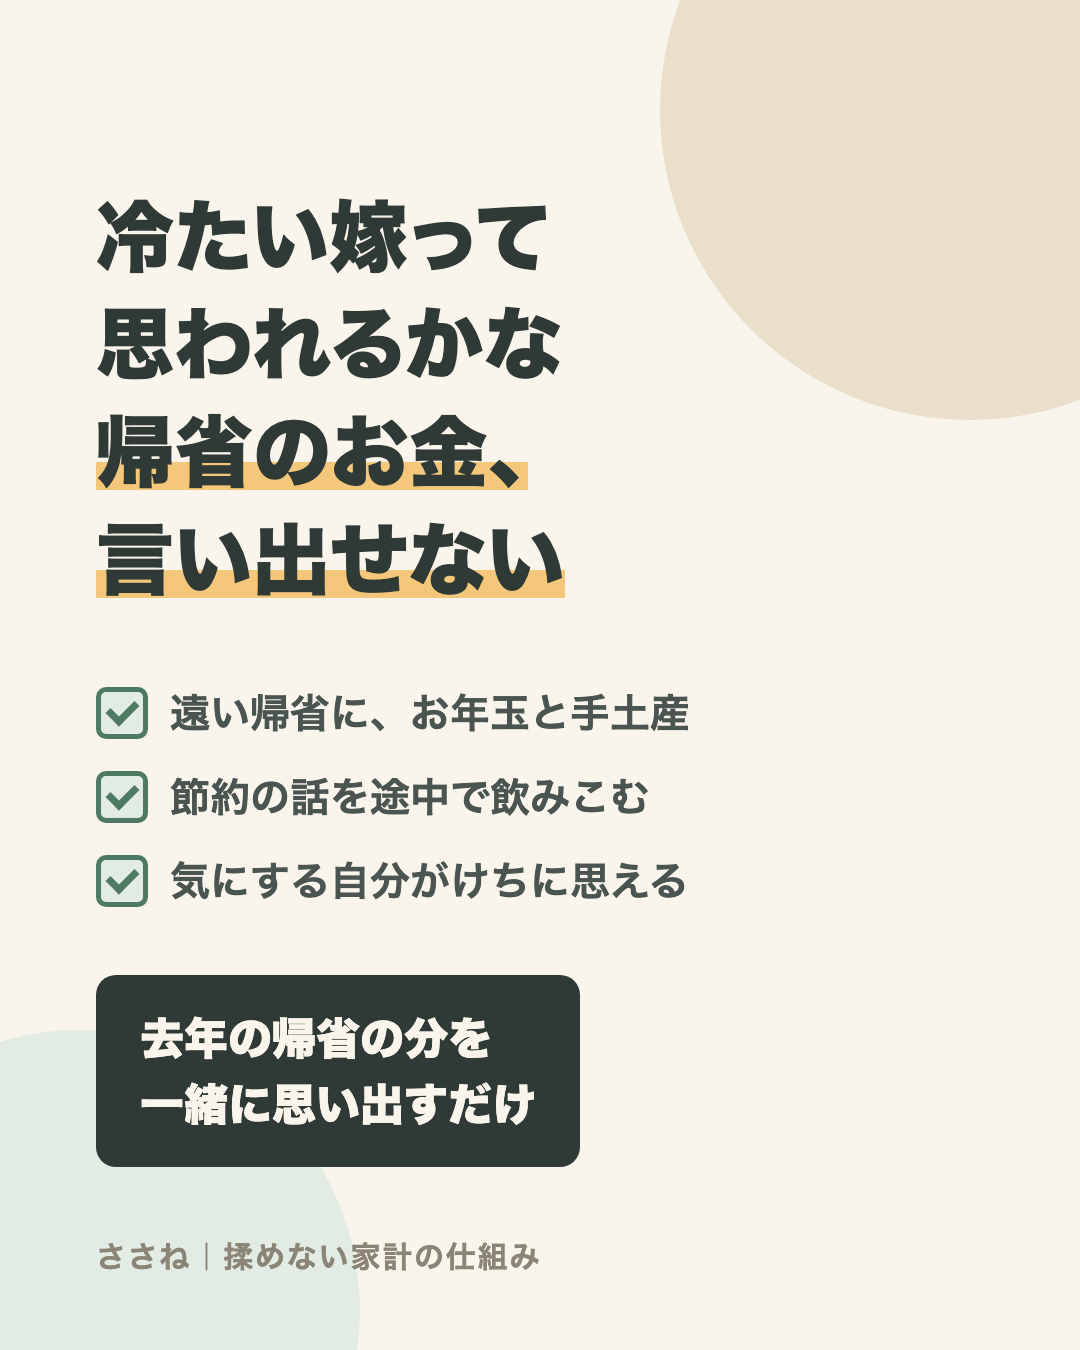 冷たい嫁って
思われるかな
帰省のお金、
言い出せない
遠い帰省に、お年玉と手土産
節約の話を途中で飲みこむ
気にする自分がけちに思える
去年の帰省の分を
一緒に思い出すだけ
ささね｜揉めない家計の仕組み